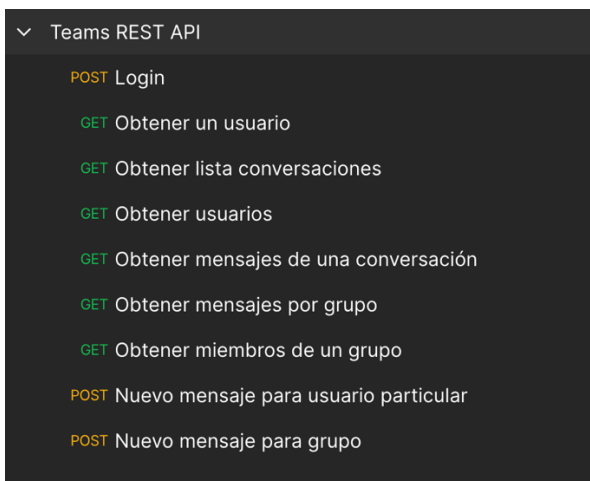 Teams REST API
POST Login
GET Obtener un usuario
GET Obtener lista conversaciones
GET Obtener usuarios
GET Obtener mensajes de una conversación
GET Obtener mensajes por grupo
GET Obtener miembros de un grupo
POST Nuevo mensaje para usuario particular
POST Nuevo mensaje para grupo